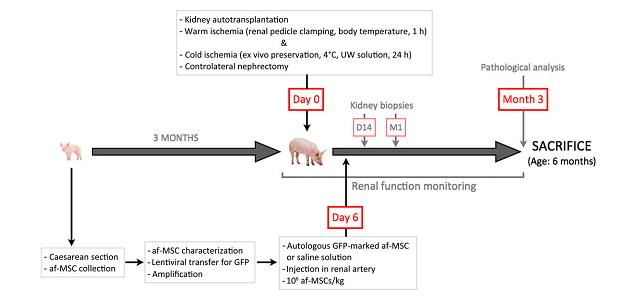 - Kidney autotransplantation
- Warm ischemia (renal pedicle clamping, body temperature, 1 h)
&
- Cold ischemia (ex vivo preservation, 4°C, UW solution, 24 h)
- Controlateral nephrectomy
Pathological analysis
Day 0
Kidney biopsies
Month 3
D14
M1
3 MONTHS
SACRIFICE
(Age: 6 months)
Renal function monitoring
Day 6
- Caesarean section
- af-MSC collection
- af-MSC characterization
- Lentiviral transfer for GFP
- Amplification
- Autologous GFP-marked af-MSC
or saline solution
- Injection in renal artery
- 10⁶ af-MSCs/kg